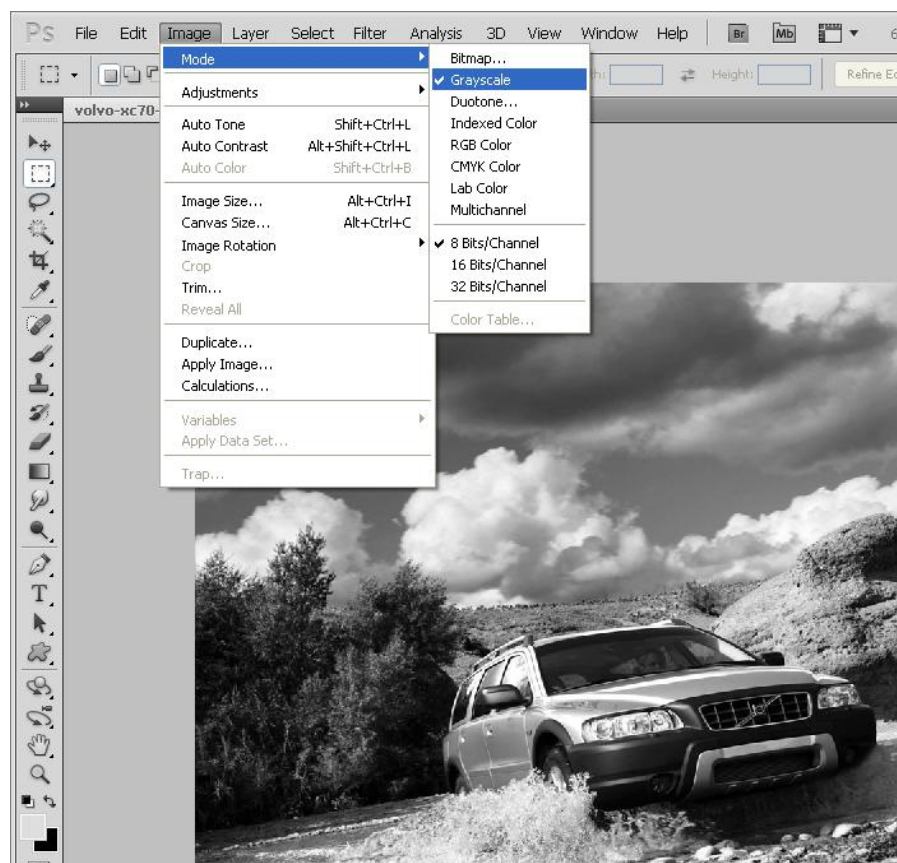 Ps File Edit Image Layer Select Filter Analysis 3D View Window Help Br Mb
Height: Refine
volvo-xc70-
Mode
Adjustments
Auto Tone Shift+Ctrl+L
Auto Contrast Alt+Shift+Ctrl+L
Auto Color Shift+Ctrl+B
Image Size... Alt+Ctrl+I
Canvas Size... Alt+Ctrl+C
Image Rotation
Crop
Trim...
Reveal All
Duplicate...
Apply Image...
Calculations...
Variables
Apply Data Set...
Trap...
Bitmap...
Grayscale
Duotone...
Indexed Color
RGB Color
CMYK Color
Lab Color
Multichannel
8 Bits/Channel
16 Bits/Channel
32 Bits/Channel
Color Table...
T